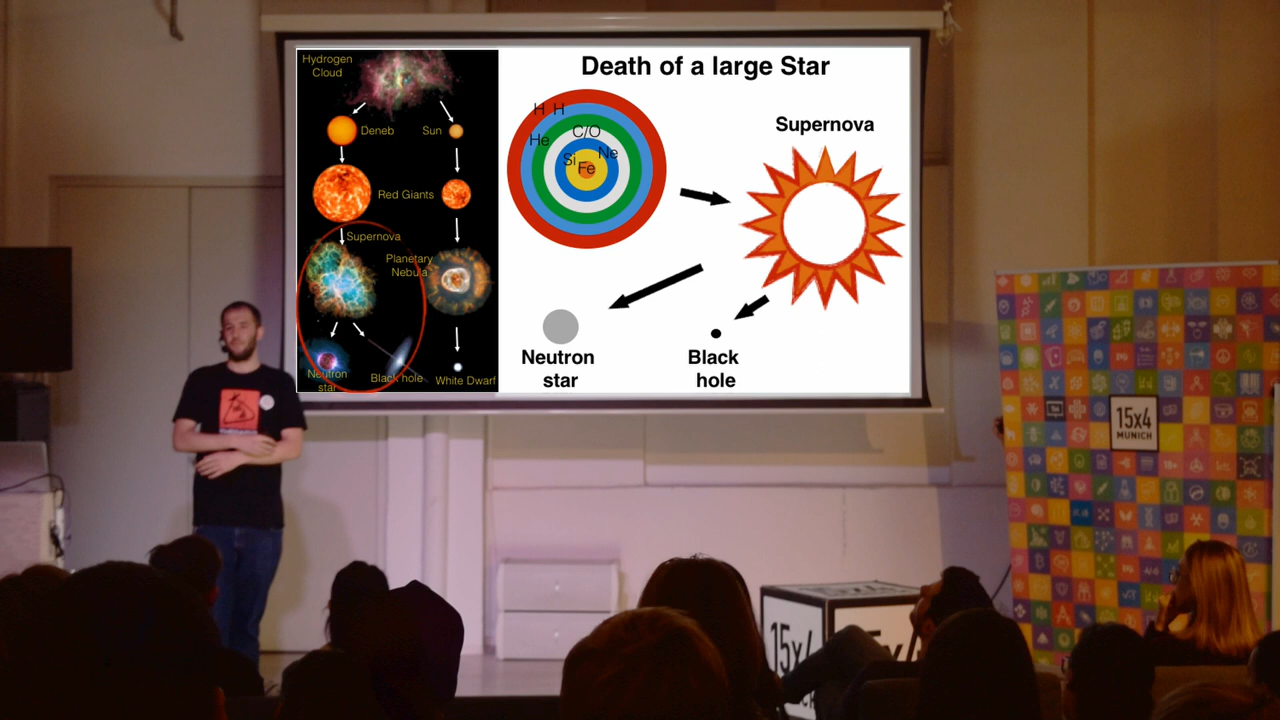 Hydrogen
Cloud
Deneb
Sun
Red Giants
Supernova
Planetary
Nebula
Neutron
star
Black hole
White Dwarf
Death of a large Star
H H
He
C/O
Ne
Si
Fe
Supernova
Neutron
star
Black
hole
15x4
MUNICH
15x4